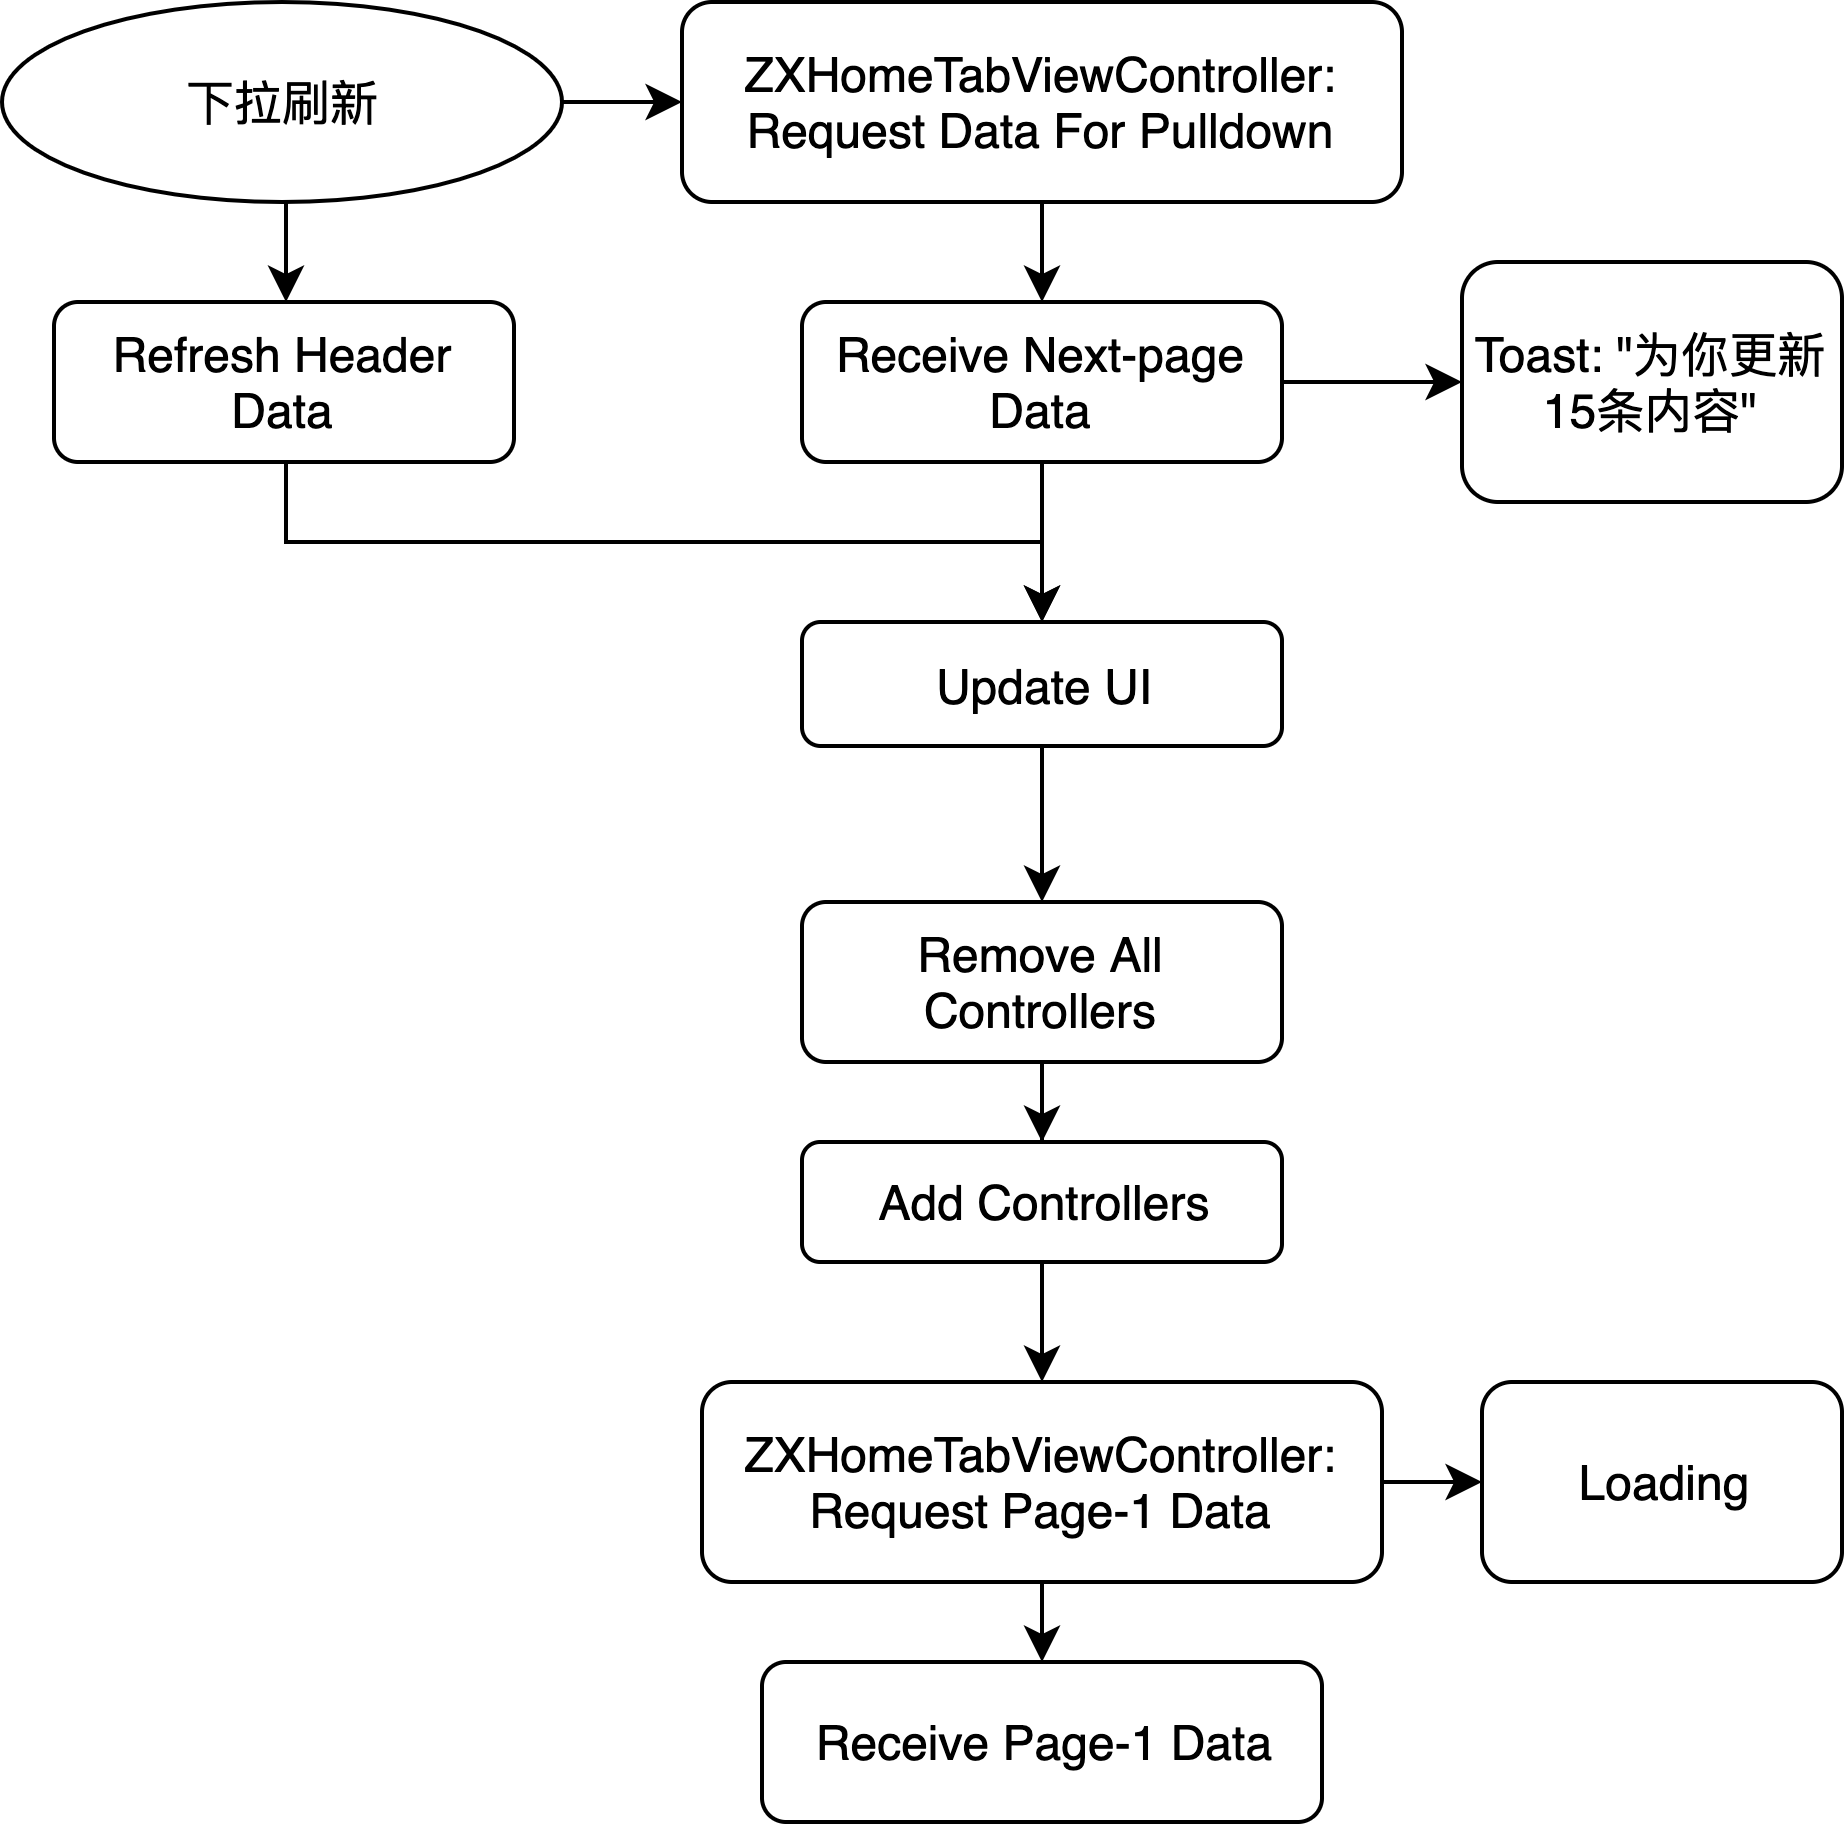 下拉刷新
ZXHomeTabViewController:
Request Data For Pulldown
Refresh Header
Data
Receive Next-page
Data
Toast: "为你更新
15条内容"
Update UI
Remove All
Controllers
Add Controllers
ZXHomeTabViewController:
Request Page-1 Data
Loading
Receive Page-1 Data